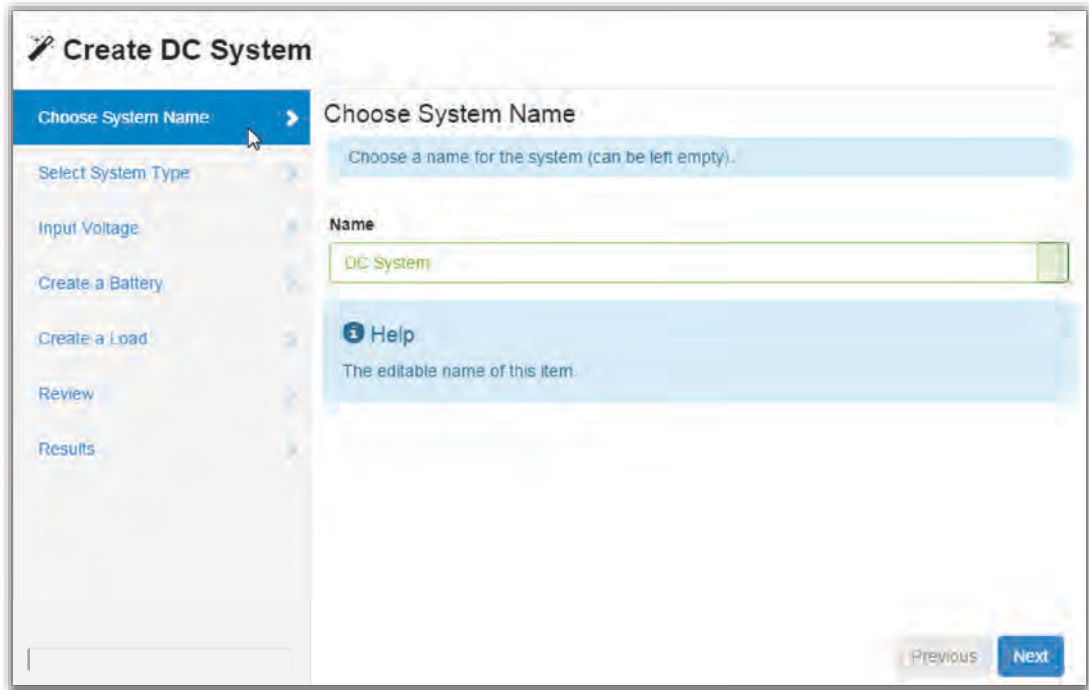 Create DC System
Choose System Name
Select System Type
Input Voltage
Create a Battery
Create a Load
Review
Results
Choose System Name
Choose a name for the system (can be left empty).
Name
DC System
Help
The editable name of this item.
Previous
Next